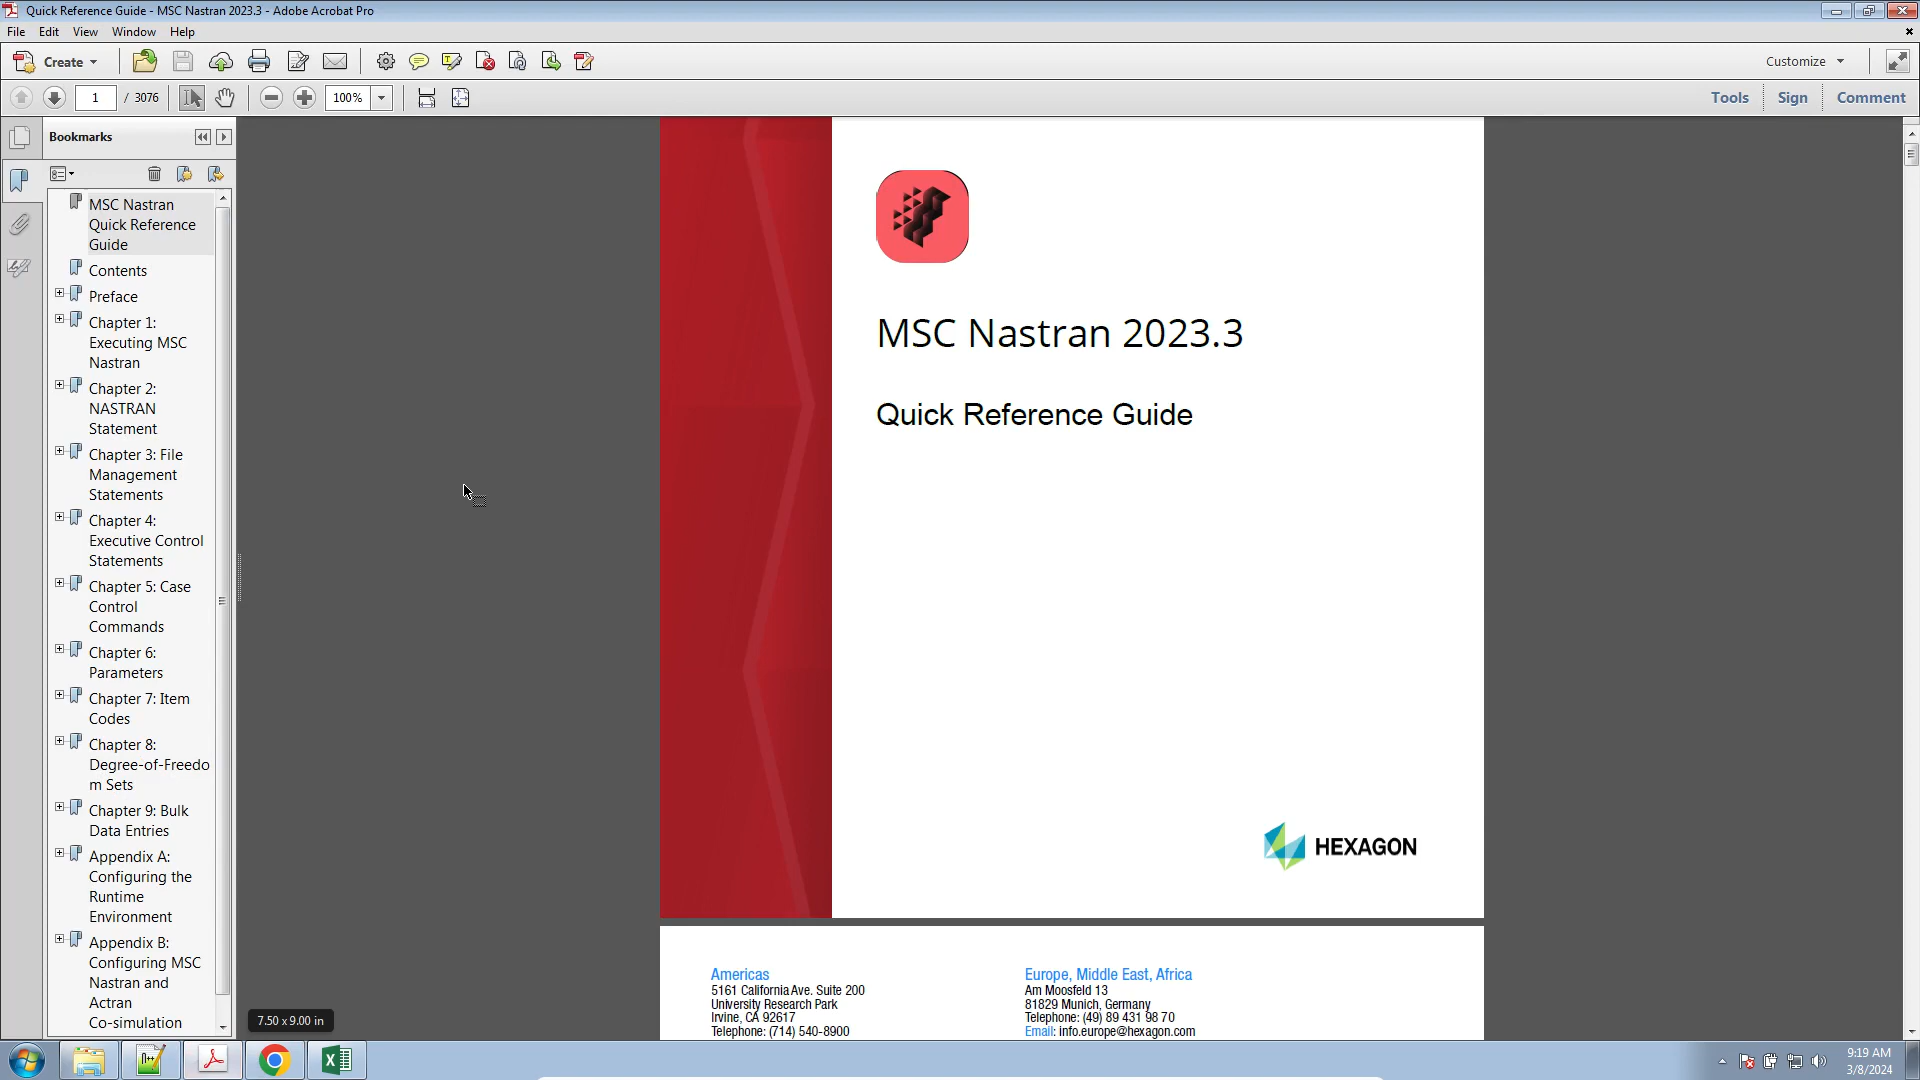 Quick Reference Guide - MSC Nastran 2023.3 - Adobe Acrobat Pro
File Edit View Window Help
Create
Customize
1 / 3076
100%
Tools Sign Comment
Bookmarks
MSC Nastran
Quick Reference
Guide
Contents
Preface
Chapter 1:
Executing MSC
Nastran
Chapter 2:
NASTRAN
Statement
Chapter 3: File
Management
Statements
Chapter 4:
Executive Control
Statements
Chapter 5: Case
Control
Commands
Chapter 6:
Parameters
Chapter 7: Item
Codes
Chapter 8:
Degree-of-Freedo
m Sets
Chapter 9: Bulk
Data Entries
Appendix A:
Configuring the
Runtime
Environment
Appendix B:
Configuring MSC
Nastran and
Actran
Co-simulation
MSC Nastran 2023.3
Quick Reference Guide
HEXAGON
Americas
5161 California Ave. Suite 200
University Research Park
Irvine, CA 92617
Telephone: (714) 540-8900
Europe, Middle East, Africa
Am Moosfeld 13
81829 Munich, Germany
Telephone: (49) 89 431 98 70
Email: info.europe@hexagon.com
7.50 x 9.00 in
9:19 AM
3/8/2024